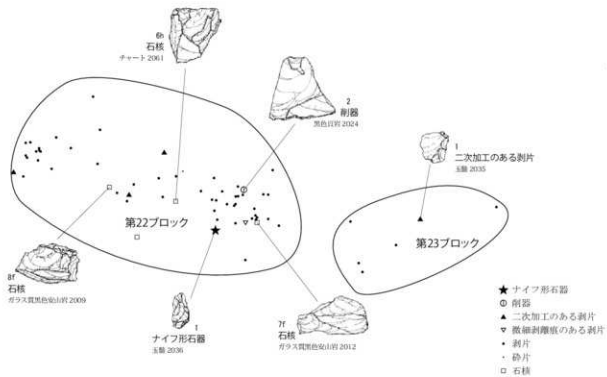 6h
石核
チャート 2061
2
削器
黒色頁岩 2024
1
二次加工のある剥片
玉髄 2035
第22ブロック
第23ブロック
8f
石核
ガラス質黒色安山岩 2009
1
ナイフ形石器
玉髄 2036
7f
石核
ガラス質黒色安山岩 2012
★ ナイフ形石器
① 削器
▲ 二次加工のある剥片
▽ 微細剥離痕のある剥片
• 剥片
· 砕片
□ 石核